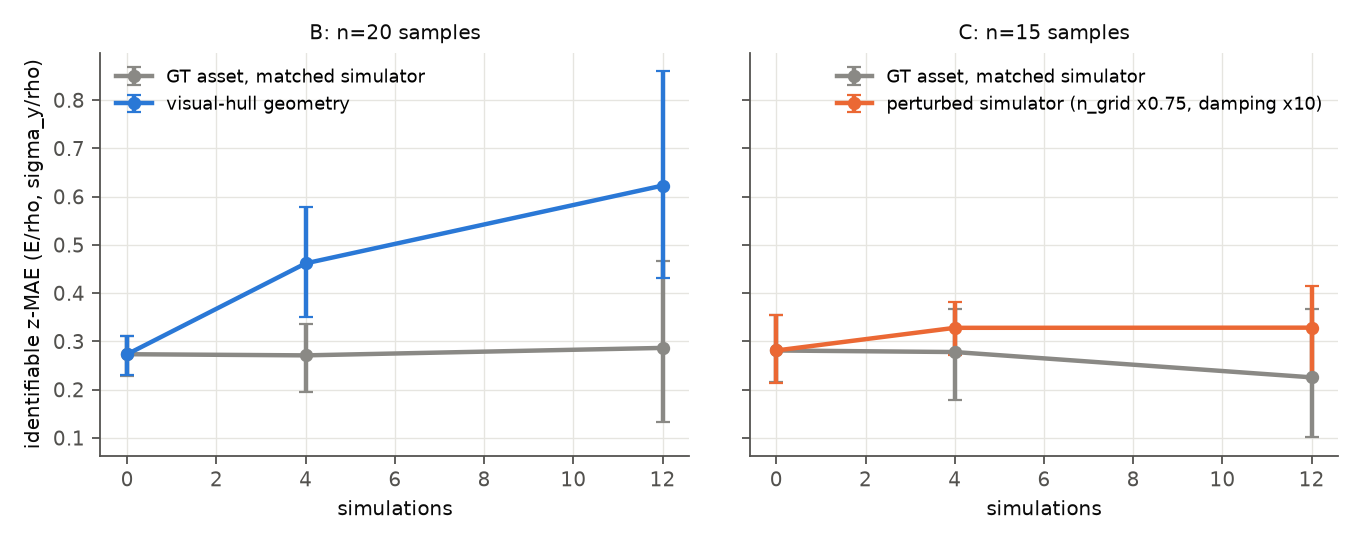 B: n=20 samples
identifiable z-MAE (E/rho, sigma_y/rho)
GT asset, matched simulator
visual-hull geometry
0.8
0.7
0.6
0.5
0.4
0.3
0.2
0.1
0 2 4 6 8 10 12
simulations
C: n=15 samples
GT asset, matched simulator
perturbed simulator (n_grid x0.75, damping x10)
0 2 4 6 8 10 12
simulations